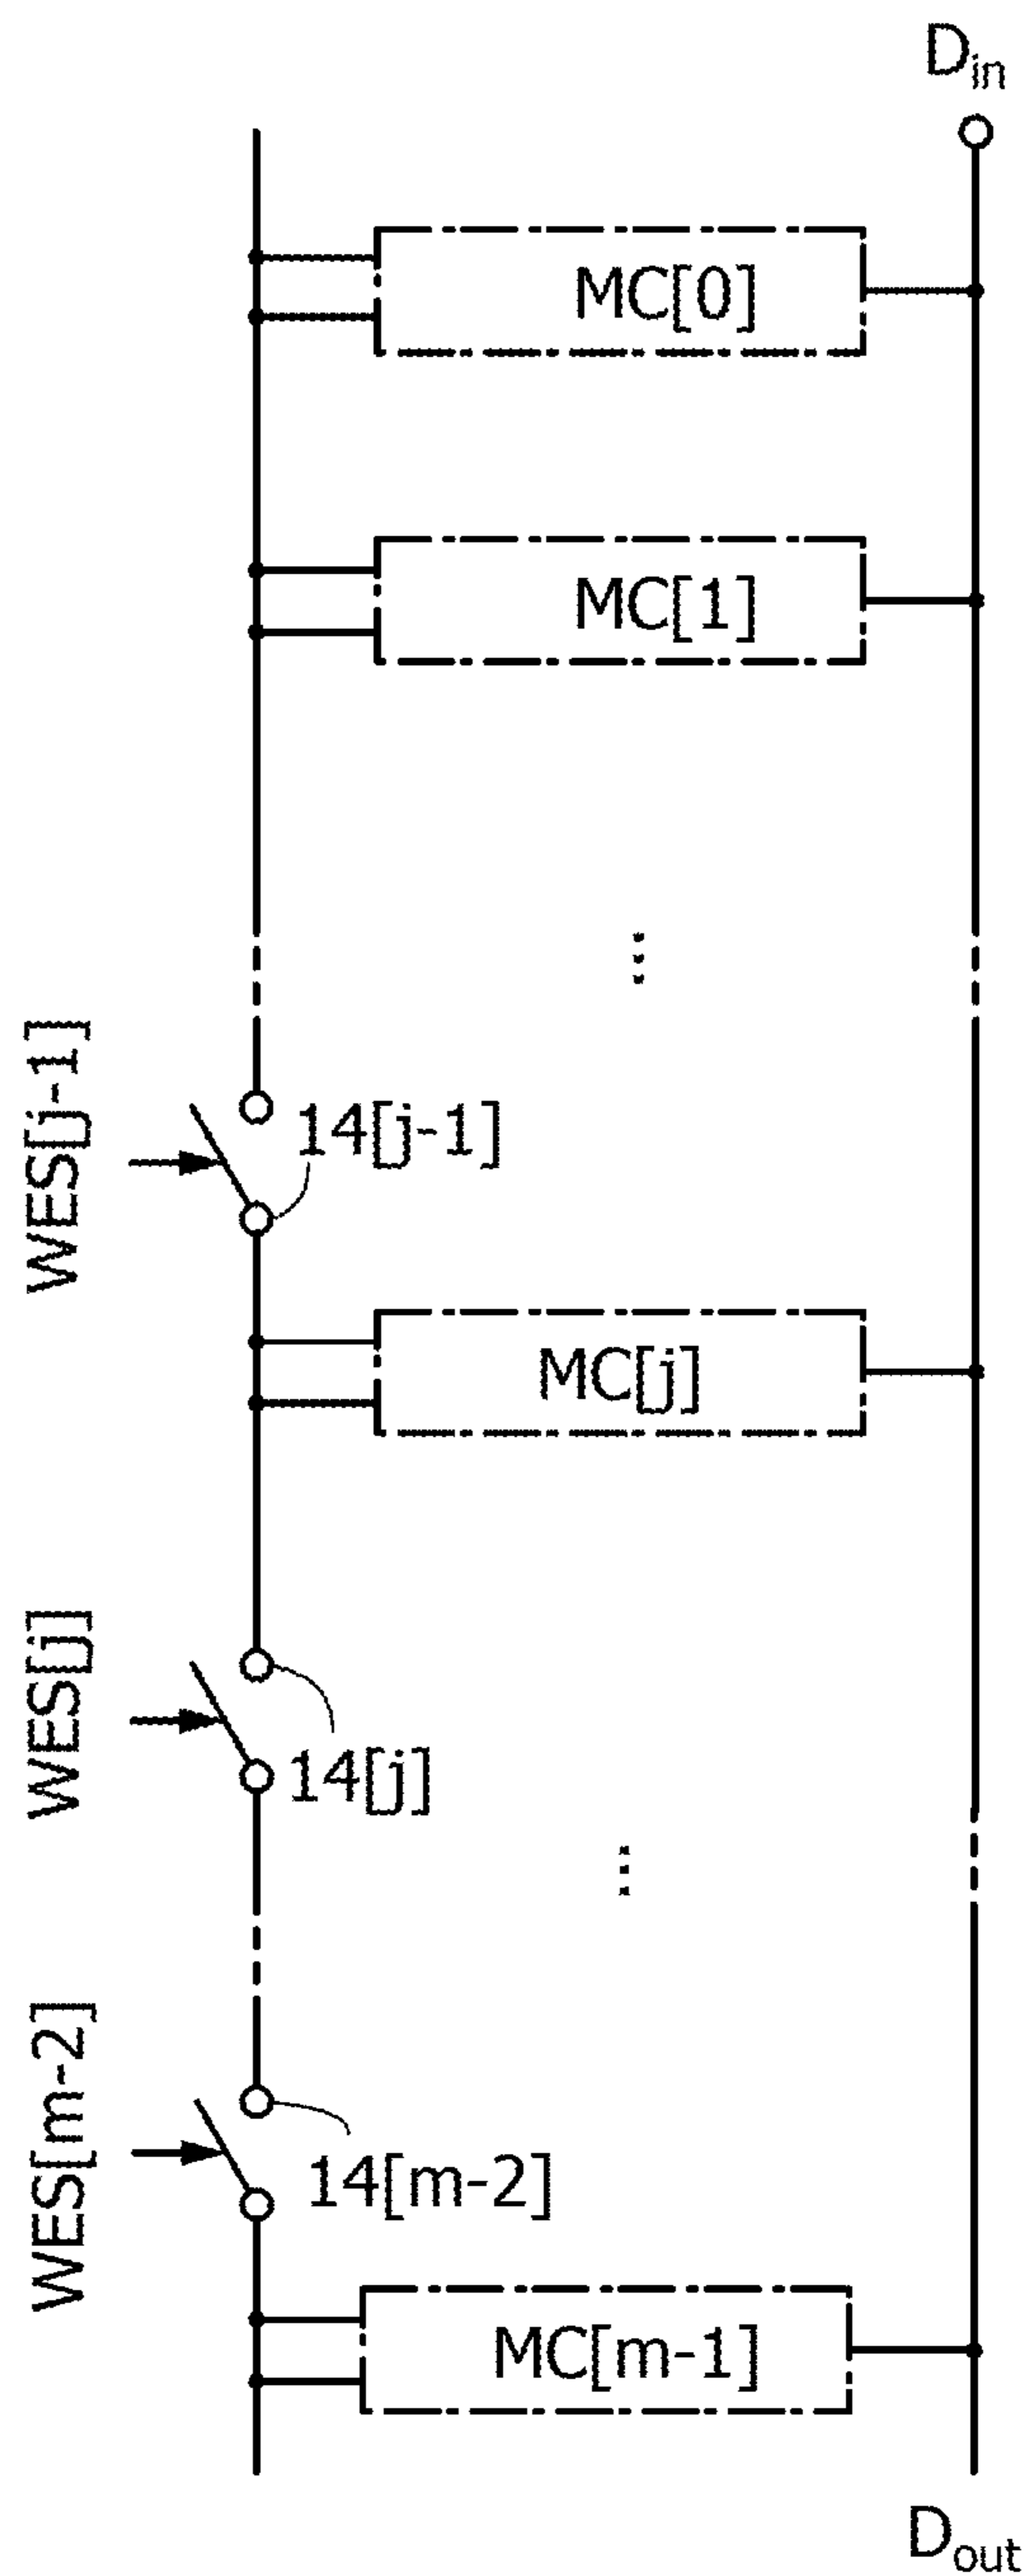 D_in
MC[0]
MC[1]
⋮
WES[j-1]
14[j-1]
MC[j]
WES[j]
14[j]
⋮
WES[m-2]
14[m-2]
MC[m-1]
D_out